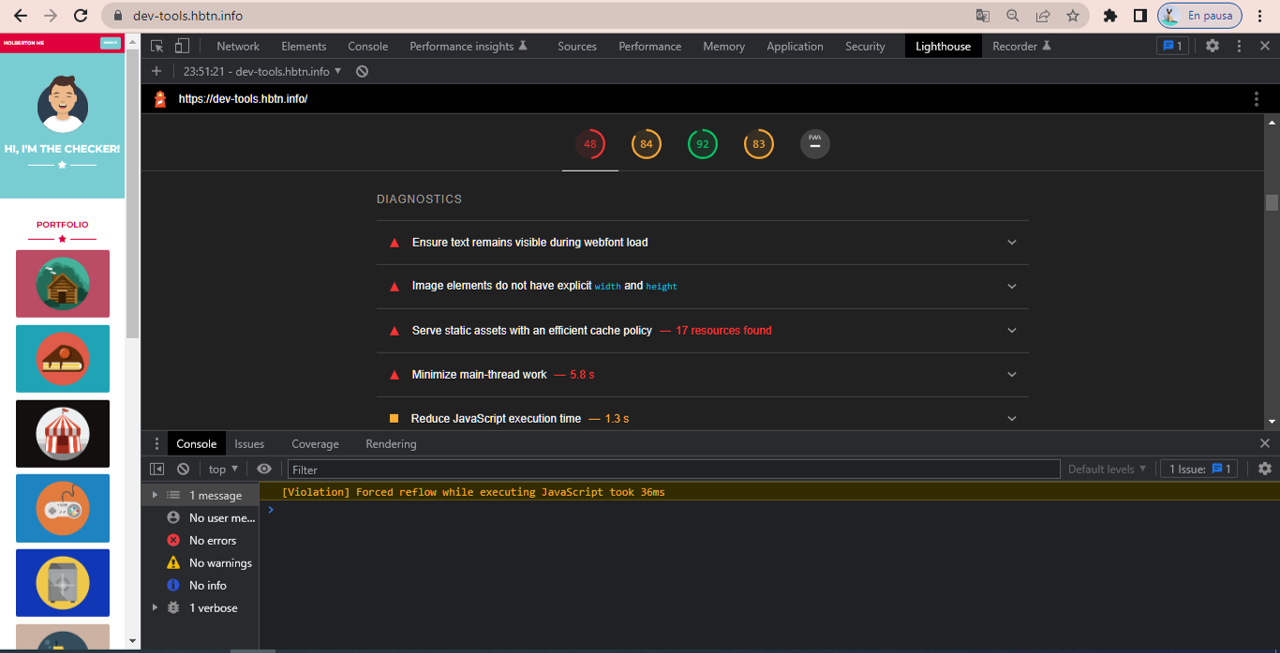 dev-tools.hbtn.info
En pausa
HOLBERTON ME
HI, I'M THE CHECKER!
PORTFOLIO
Network Elements Console Performance insights Sources Performance Memory Application Security Lighthouse Recorder 1
23:51:21 - dev-tools.hbtn.info
https://dev-tools.hbtn.info/
48 84 92 83 PWA
DIAGNOSTICS
Ensure text remains visible during webfont load
Image elements do not have explicit width and height
Serve static assets with an efficient cache policy — 17 resources found
Minimize main-thread work — 5.8 s
Reduce JavaScript execution time — 1.3 s
Console Issues Coverage Rendering
top Filter Default levels 1 Issue: 1
1 message
No user me...
No errors
No warnings
No info
1 verbose
[Violation] Forced reflow while executing JavaScript took 36ms